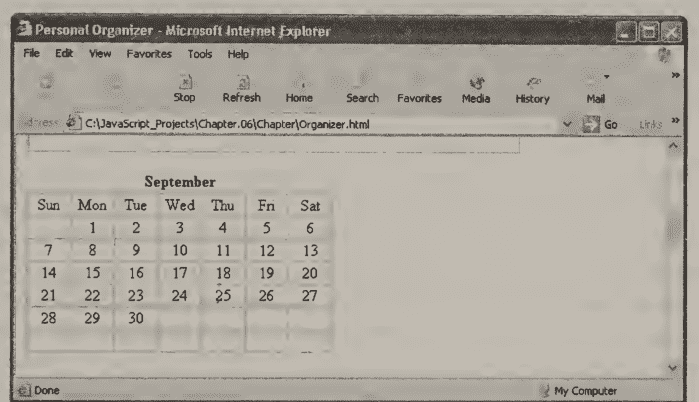 Personal Organizer - Microsoft Internet Explorer
File Edit View Favorites Tools Help
Stop Refresh Home Search Favorites Media History Mail »
Address C:\JavaScript_Projects\Chapter.06\Chapter\Organizer.html Go Links »
September
Sun Mon Tue Wed Thu Fri Sat
1 2 3 4 5 6
7 8 9 10 11 12 13
14 15 16 17 18 19 20
21 22 23 24 25 26 27
28 29 30
Done My Computer